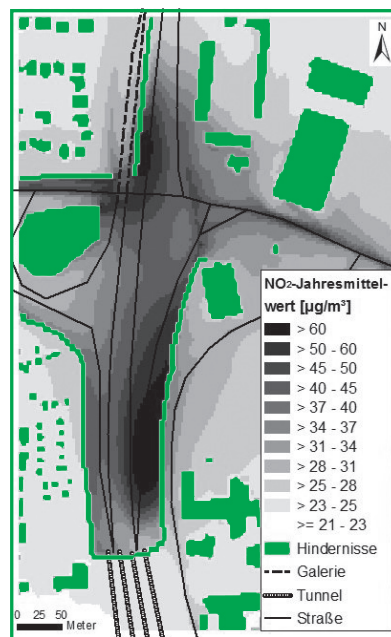 N
NO₂-Jahresmittel-
wert [µg/m³]
> 60
> 50 - 60
> 45 - 50
> 40 - 45
> 37 - 40
> 34 - 37
> 31 - 34
> 28 - 31
> 25 - 28
> 23 - 25
>= 21 - 23
Hindernisse
Galerie
Tunnel
Straße
0 25 50
Meter